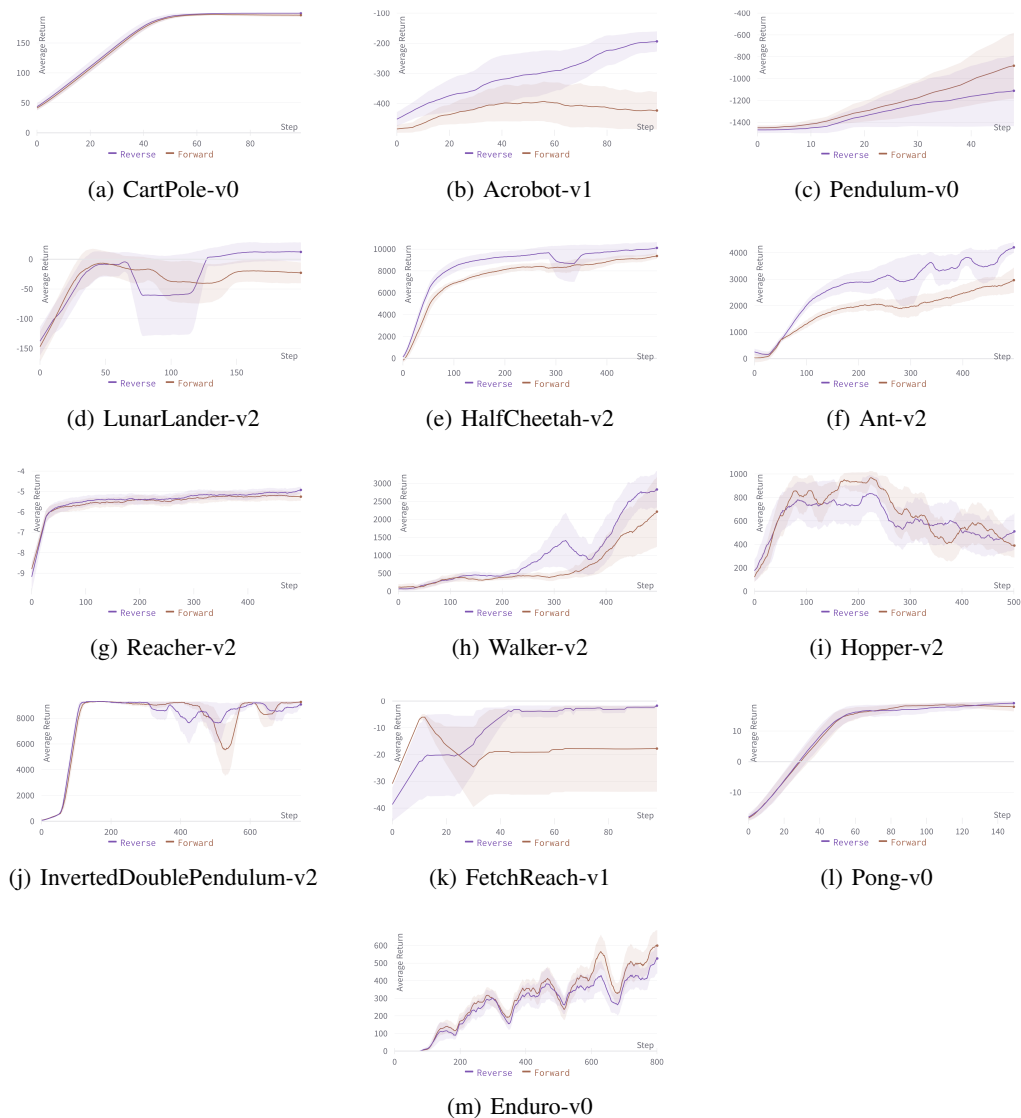 Average Return
150
100
50
0
0 20 40 60 80
Step
Reverse Forward
(a) CartPole-v0
Average Return
-100
-200
-300
-400
0 20 40 60 80
Step
Reverse Forward
(b) Acrobot-v1
Average Return
-400
-600
-800
-1000
-1200
-1400
0 20 40
Step
Reverse Forward
(c) Pendulum-v0
Average Return
0
-50
-100
-150
0 50 100 150
Step
Reverse Forward
(d) LunarLander-v2
Average Return
10000
8000
6000
4000
2000
0
0 100 200 300 400
Step
Reverse Forward
(e) HalfCheetah-v2
Average Return
4000
3000
2000
1000
0
0 100 200 300 400
Step
Reverse Forward
(f) Ant-v2
Average Return
-4
-5
-6
-7
-8
-9
0 100 200 300 400
Step
Reverse Forward
(g) Reacher-v2
Average Return
3000
2500
2000
1500
1000
500
0
0 100 200 300 400
Step
Reverse Forward
(h) Walker-v2
Average Return
1000
800
600
400
200
0
0 100 200 300 400 500
Step
Reverse Forward
(i) Hopper-v2
Average Return
8000
6000
4000
2000
0
0 200 400 600
Step
Reverse Forward
(j) InvertedDoublePendulum-v2
Average Return
0
-10
-20
-30
-40
0 20 40 60 80
Step
Reverse Forward
(k) FetchReach-v1
Average Return
10
0
-10
0 20 40 60 80 100 120 140
Step
Reverse Forward
(l) Pong-v0
Average Return
600
500
400
300
200
100
0
0 200 400 600 800
Step
Reverse Forward
(m) Enduro-v0